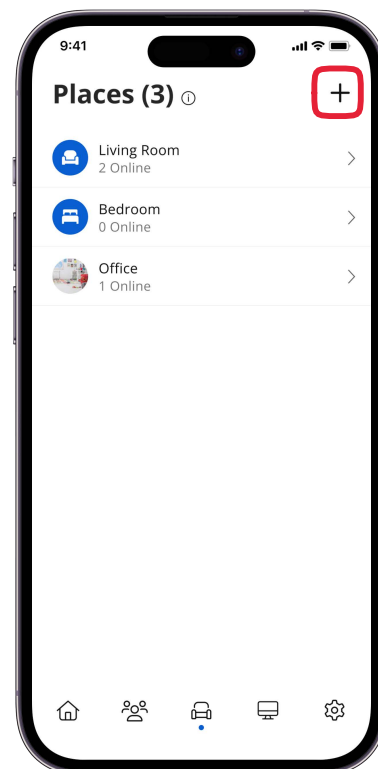 9:41
Places (3)
Living Room
2 Online
Bedroom
0 Online
Office
1 Online